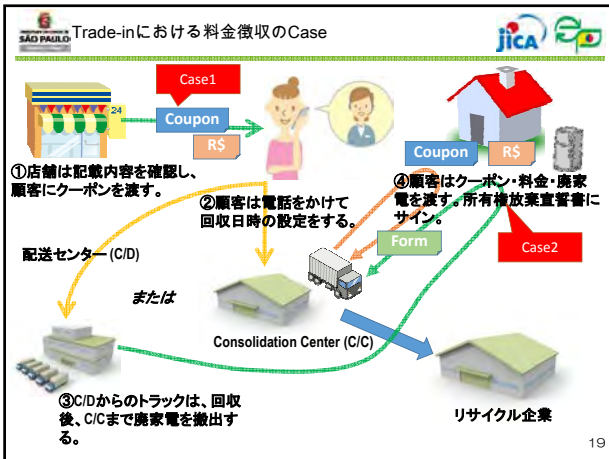 SÃO PAULO
Trade-inにおける料金徴収のCase
jICA
Case1
24
Coupon
R$
Coupon
R$
①店舗は記載内容を確認し、
顧客にクーポンを渡す。
②顧客は電話をかけて
回収日時の設定をする。
④顧客はクーポン・料金・廃家
電を渡す。所有権放棄宣誓書に
サイン。
Form
Case2
配送センター (C/D)
または
Consolidation Center (C/C)
③C/Dからのトラックは、回収
後、C/Cまで廃家電を搬出す
る。
リサイクル企業
19